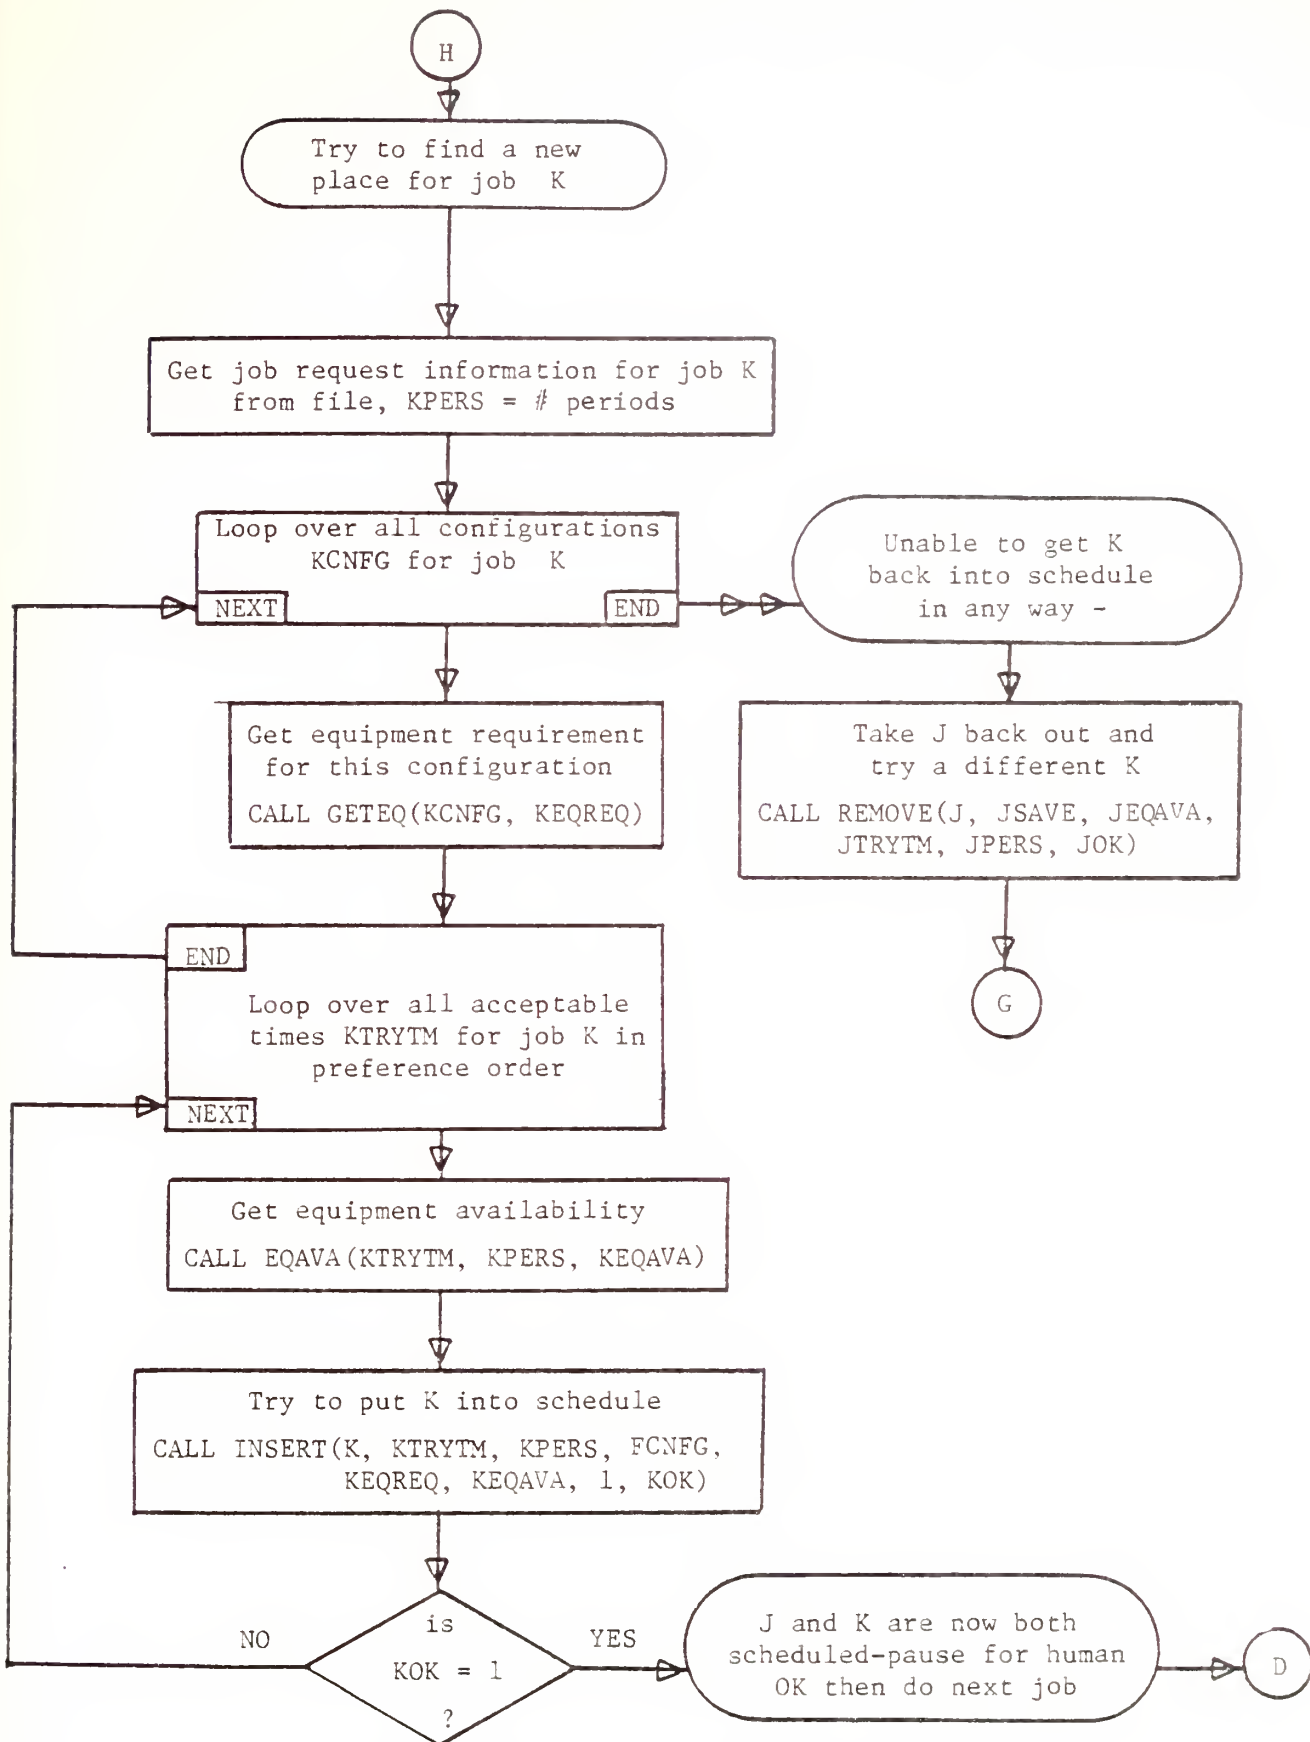 H
Try to find a new
place for job K
Get job request information for job K
from file, KPERS = # periods
Loop over all configurations
KCNFG for job K
NEXT
END
Unable to get K
back into schedule
in any way -
Get equipment requirement
for this configuration
CALL GETEQ(KCNFG, KEQREQ)
Take J back out and
try a different K
CALL REMOVE(J, JSAVE, JEQAVA,
JTRYTM, JPERS, JOK)
G
END
Loop over all acceptable
times KTRYTM for job K in
preference order
NEXT
Get equipment availability
CALL EQAVA(KTRYTM, KPERS, KEQAVA)
Try to put K into schedule
CALL INSERT(K, KTRYTM, KPERS, FCNFG,
KEQREQ, KEQAVA, 1, KOK)
is
KOK = 1
?
NO
YES
J and K are now both
scheduled-pause for human
OK then do next job
D